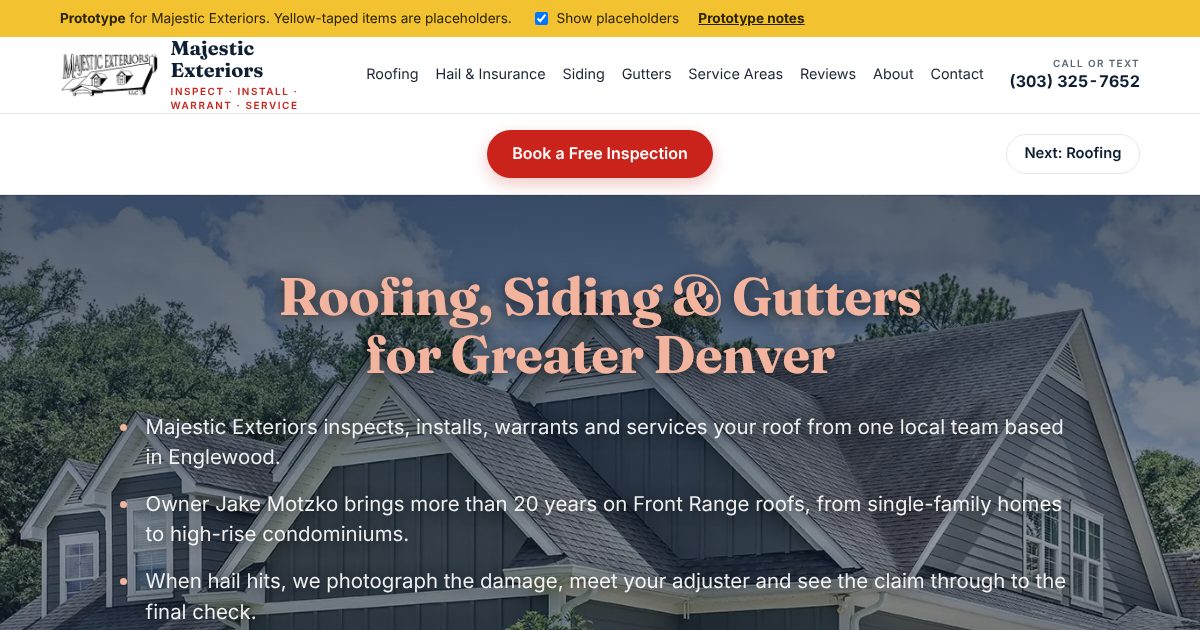 Prototype for Majestic Exteriors. Yellow-taped items are placeholders. Show placeholders Prototype notes
MAJESTIC EXTERIORS
LLC
Majestic
Exteriors
INSPECT · INSTALL ·
WARRANT · SERVICE
Roofing Hail & Insurance Siding Gutters Service Areas Reviews About Contact
CALL OR TEXT
(303) 325-7652
Book a Free Inspection
Next: Roofing
Roofing, Siding & Gutters
for Greater Denver
Majestic Exteriors inspects, installs, warrants and services your roof from one local team based
in Englewood.
Owner Jake Motzko brings more than 20 years on Front Range roofs, from single-family homes
to high-rise condominiums.
When hail hits, we photograph the damage, meet your adjuster and see the claim through to the
final check.